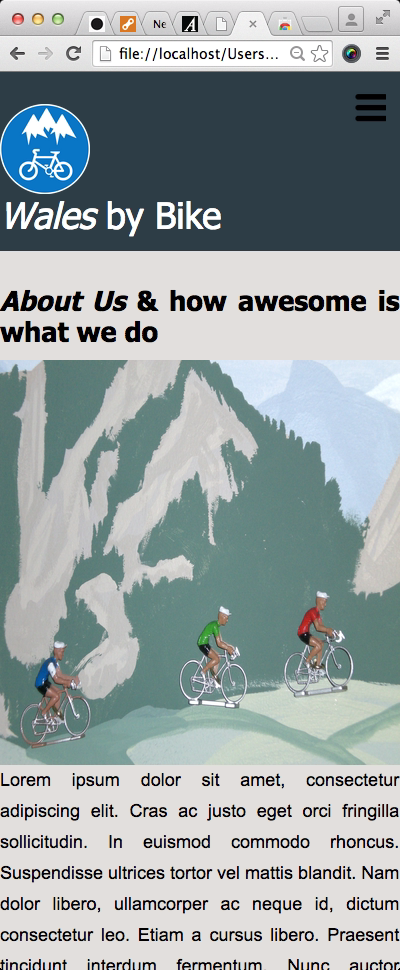 Ne
A
file://localhost/Users...
Wales by Bike
About Us & how awesome is
what we do
Lorem ipsum dolor sit amet, consectetur
adipiscing elit. Cras ac justo eget orci fringilla
sollicitudin. In euismod commodo rhoncus.
Suspendisse ultrices tortor vel mattis blandit. Nam
dolor libero, ullamcorper ac neque id, dictum
consectetur leo. Etiam a cursus libero. Praesent
tincidunt interdum fermentum. Nunc auctor